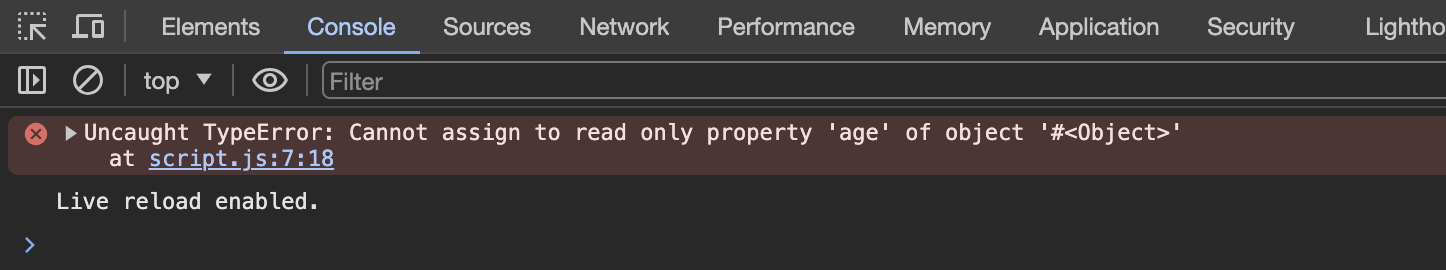 Elements Console Sources Network Performance Memory Application Security Lightho
top Filter
Uncaught TypeError: Cannot assign to read only property 'age' of object '#<Object>'
at script.js:7:18
Live reload enabled.
>